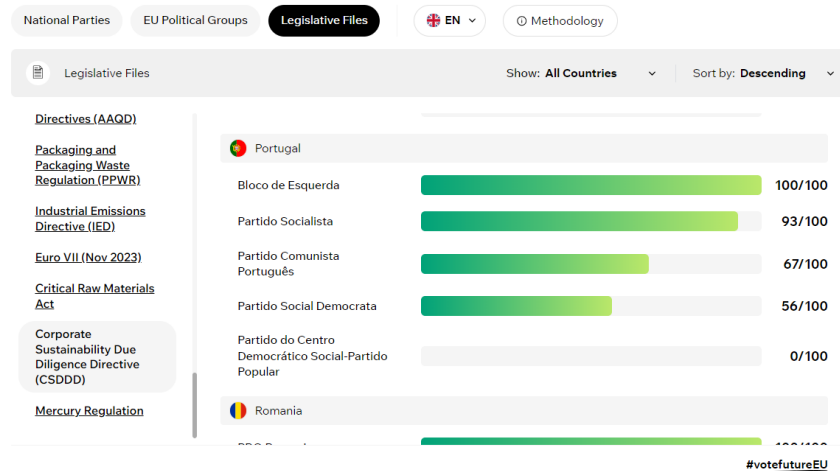 National Parties
EU Political Groups
Legislative Files
EN
Methodology
Legislative Files
Show: All Countries
Sort by: Descending
Directives (AAQD)
Packaging and
Packaging Waste
Regulation (PPWR)
Industrial Emissions
Directive (IED)
Euro VII (Nov 2023)
Critical Raw Materials
Act
Corporate
Sustainability Due
Diligence Directive
(CSDDD)
Mercury Regulation
Portugal
Bloco de Esquerda
100/100
Partido Socialista
93/100
Partido Comunista
Português
67/100
Partido Social Democrata
56/100
Partido do Centro
Democrático Social-Partido
Popular
0/100
Romania
#votefutureEU